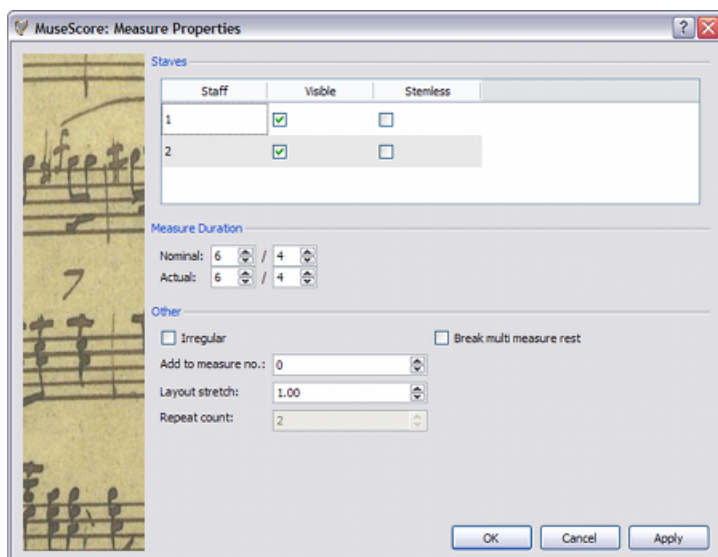 MuseScore: Measure Properties
Staves
Staff Visible Stemless
1
2
Measure Duration
Nominal: 6 / 4
Actual: 6 / 4
Other
Irregular Break multi measure rest
Add to measure no.: 0
Layout stretch: 1.00
Repeat count: 2
OK Cancel Apply